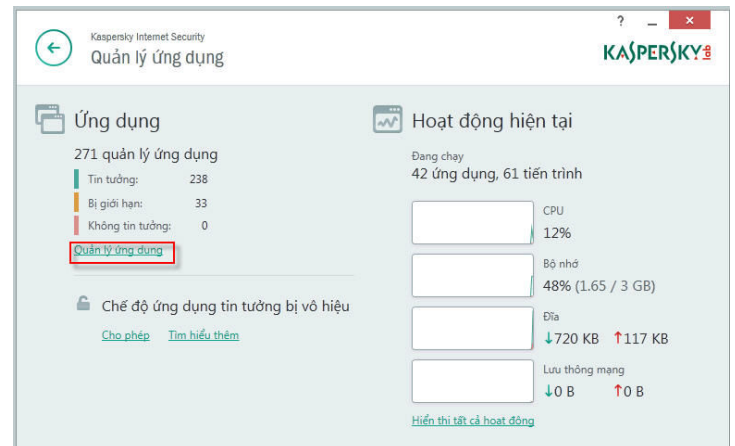 Kaspersky Internet Security
Quản lý ứng dụng
? _ ×
KASPERSKY lab
Ứng dụng
271 quản lý ứng dụng
Tin tưởng: 238
Bị giới hạn: 33
Không tin tưởng: 0
Quản lý ứng dụng
Chế độ ứng dụng tin tưởng bị vô hiệu
Cho phép Tìm hiểu thêm
Hoạt động hiện tại
Đang chạy
42 ứng dụng, 61 tiến trình
CPU
12%
Bộ nhớ
48% (1.65 / 3 GB)
Đĩa
↓720 KB ↑117 KB
Lưu thông mạng
↓0 B ↑0 B
Hiển thị tất cả hoạt động